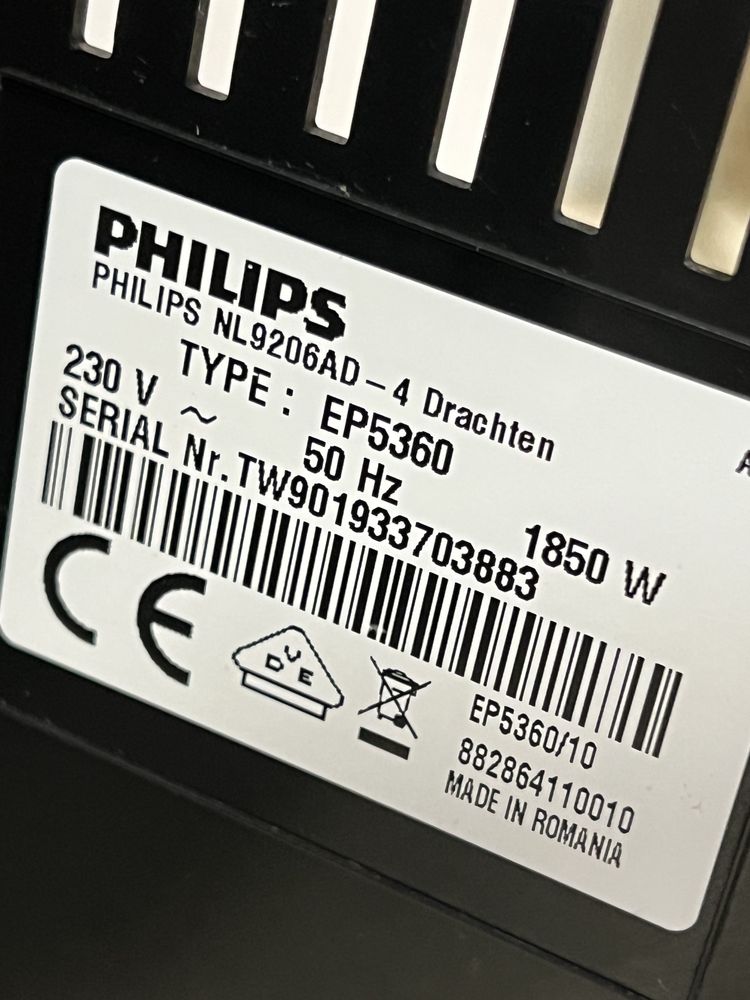 PHILIPS
PHILIPS NL9206AD-4 Drachten
TYPE: EP5360
230 V ~ 50 Hz 1850 W
SERIAL Nr. TW901933703883
CE
DVE
EP5360/10
882864110010
MADE IN ROMANIA